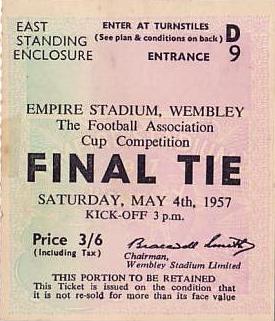 EAST STANDING ENCLOSURE
ENTER AT TURNSTILES
(See plan & conditions on back)
ENTRANCE
D
9
EMPIRE STADIUM, WEMBLEY
The Football Association
Cup Competition
FINAL TIE
SATURDAY, MAY 4th, 1957
KICK-OFF 3 p.m.
Price 3/6
(Including Tax)
Chairman,
Wembley Stadium Limited
THIS PORTION TO BE RETAINED
This Ticket is issued on the condition that
it is not re-sold for more than its face value